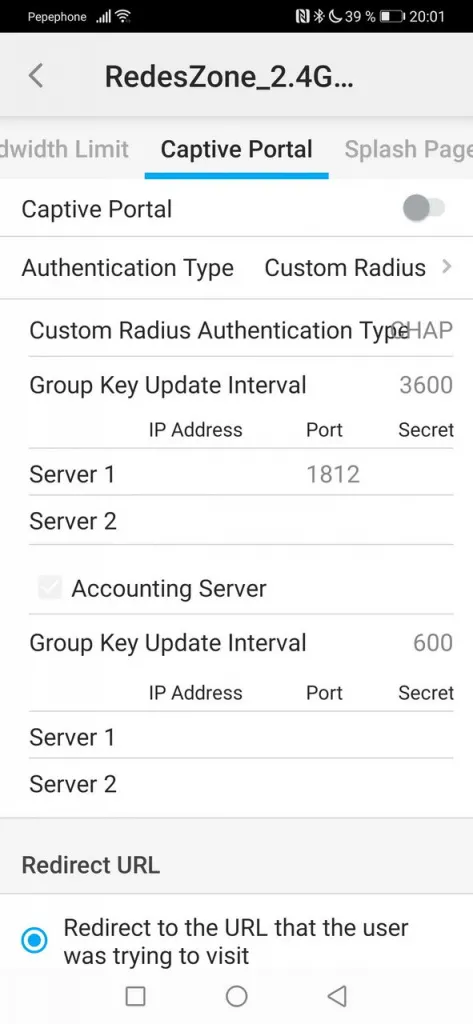 Pepephone 39 % 20:01
RedesZone_2.4G...
dwidth Limit Captive Portal Splash Page
Captive Portal
Authentication Type Custom Radius
Custom Radius Authentication Type CHAP
Group Key Update Interval 3600
IP Address Port Secret
Server 1 1812
Server 2
Accounting Server
Group Key Update Interval 600
IP Address Port Secret
Server 1
Server 2
Redirect URL
Redirect to the URL that the user
was trying to visit